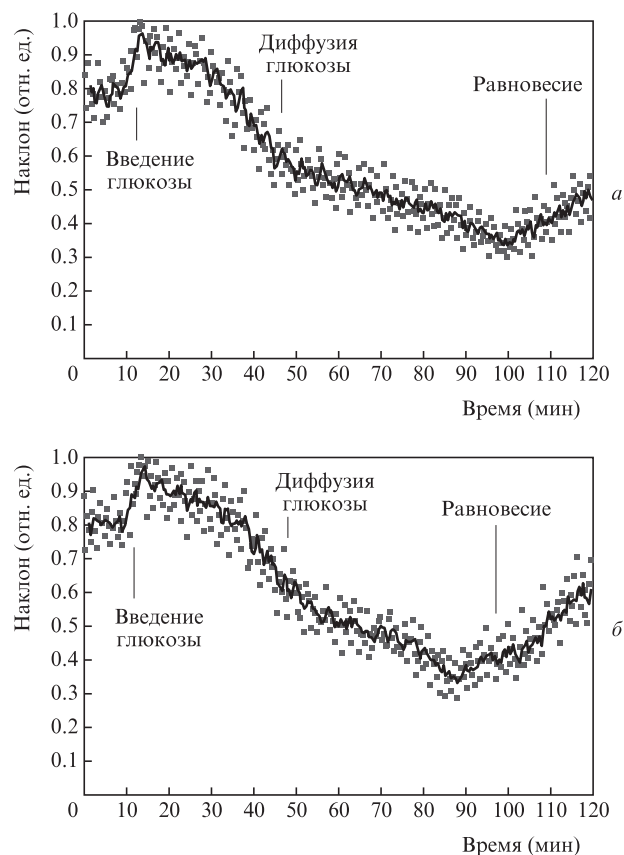 Наклон (отн. ед.)
1.0
0.9
0.8
0.7
0.6
0.5
0.4
0.3
0.2
0.1
Введение
глюкозы
Диффузия
глюкозы
Равновесие
а
0 10 20 30 40 50 60 70 80 90 100 110 120
Время (мин)
Наклон (отн. ед.)
1.0
0.9
0.8
0.7
0.6
0.5
0.4
0.3
0.2
0.1
Введение
глюкозы
Диффузия
глюкозы
Равновесие
б
0 10 20 30 40 50 60 70 80 90 100 110 120
Время (мин)